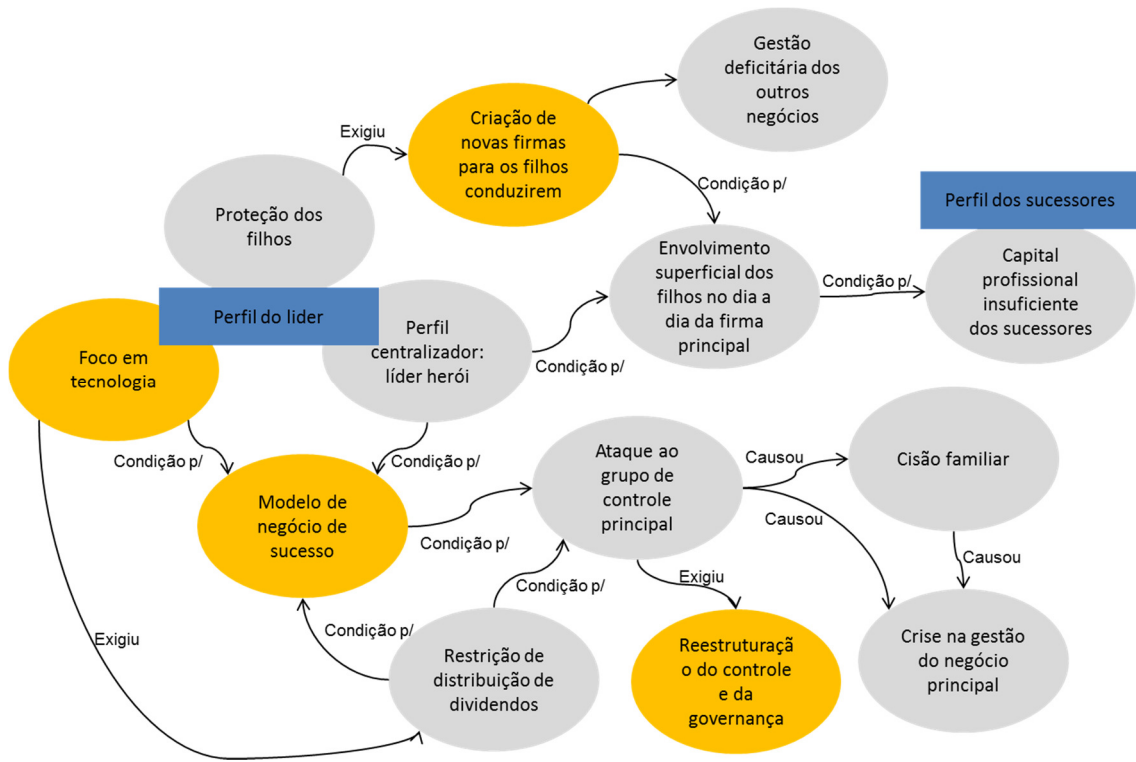 Gestão
deficitária dos
outros
negócios
Exigiu
Criação de
novas firmas
para os filhos
conduzirem
Condição p/
Perfil dos sucessores
Proteção dos
filhos
Envolvimento
superficial dos
filhos no dia a
dia da firma
principal
Condição p/
Capital
profissional
insuficiente
dos sucessores
Perfil do lider
Perfil
centralizador:
líder herói
Condição p/
Foco em
tecnologia
Condição p/
Condição p/
Modelo de
negócio de
sucesso
Condição p/
Ataque ao
grupo de
controle
principal
Causou
Cisão familiar
Causou
Causou
Condição p/
Exigiu
Exigiu
Condição p/
Restrição de
distribuição de
dividendos
Reestruturaçã
o do controle
e da
governança
Crise na gestão
do negócio
principal